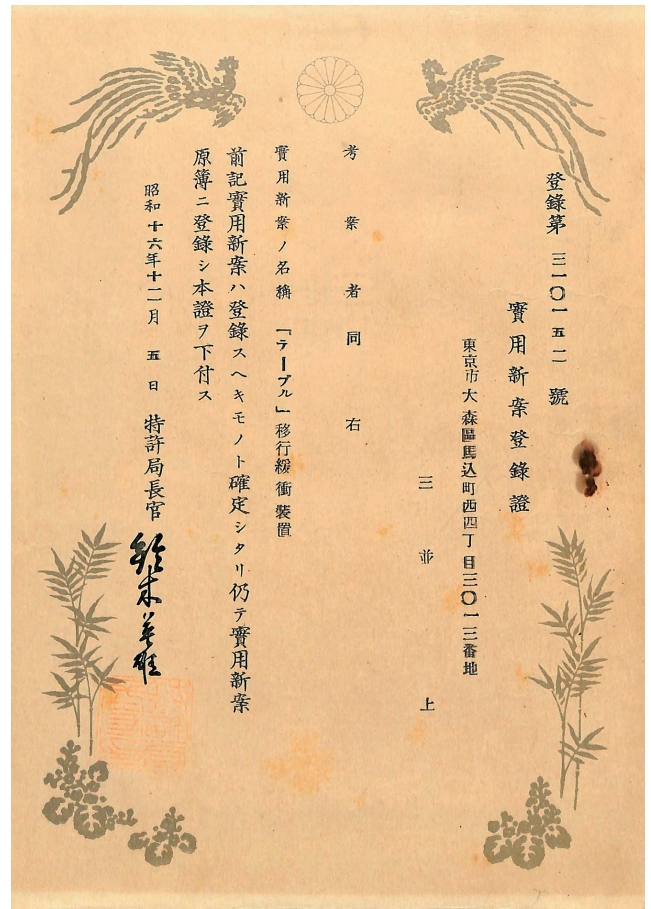 登錄第 三一〇一五二 號
實用新案登錄證
東京市大森區馬込町西四丁目三〇一三番地
三並 上
考案者同右
實用新案ノ名稱 「ラーブル」移行緩衝裝置
前記實用新案ハ登錄スヘキモノト確定シタリ仍テ實用新案
原簿ニ登錄シ本證ヲ下付ス
昭和十六年十二月 五 日 特許局長官